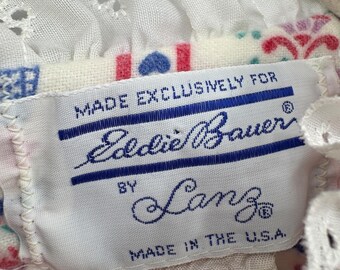 MADE EXCLUSIVELY FOR
Eddie Bauer®
BY
Lanz®
MADE IN THE U.S.A.